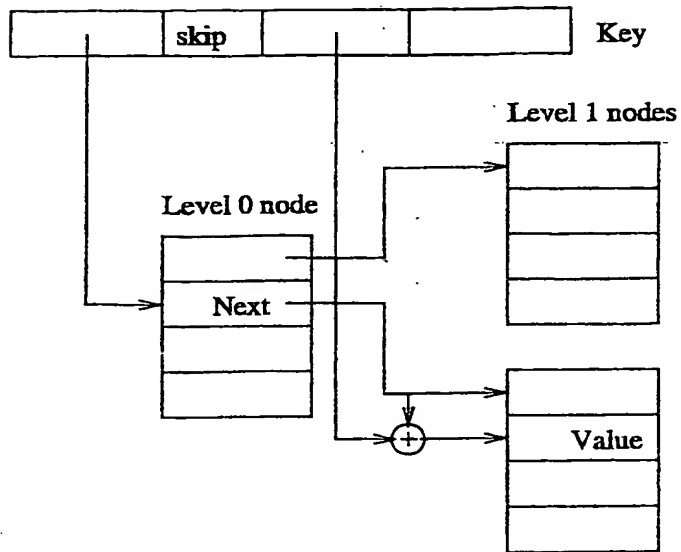 skip
Key
Level 1 nodes
Level 0 node
Next
Value